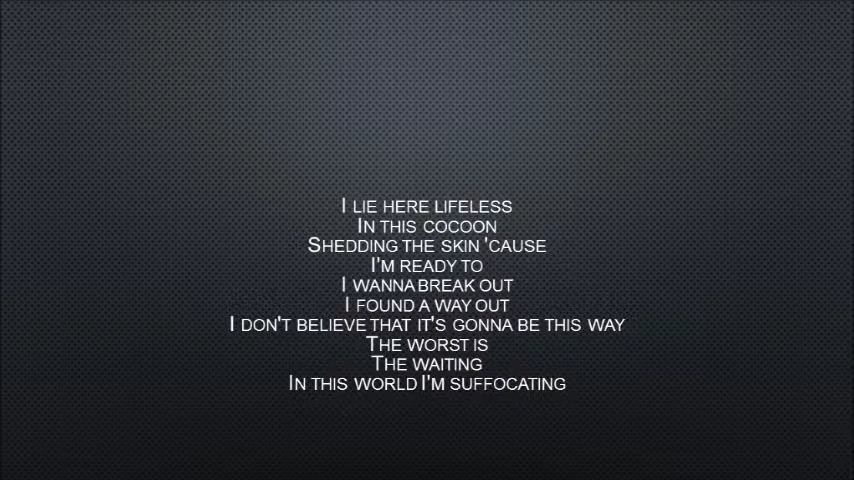 I LIE HERE LIFELESS
IN THIS COCOON
SHEDDING THE SKIN 'CAUSE
I'M READY TO
I WANNA BREAK OUT
I FOUND A WAY OUT
I DON'T BELIEVE THAT IT'S GONNA BE THIS WAY
THE WORST IS
THE WAITING
IN THIS WORLD I'M SUFFOCATING